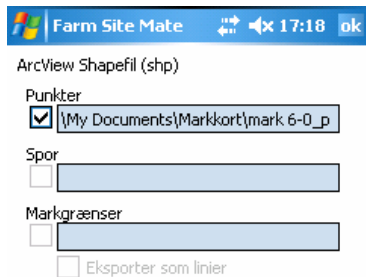 Farm Site Mate 17:18 ok
ArcView Shapefil (shp)
Punkter
\My Documents\Markkort\mark 6-0_p
Spor
Markgrænser
Eksporter som linier